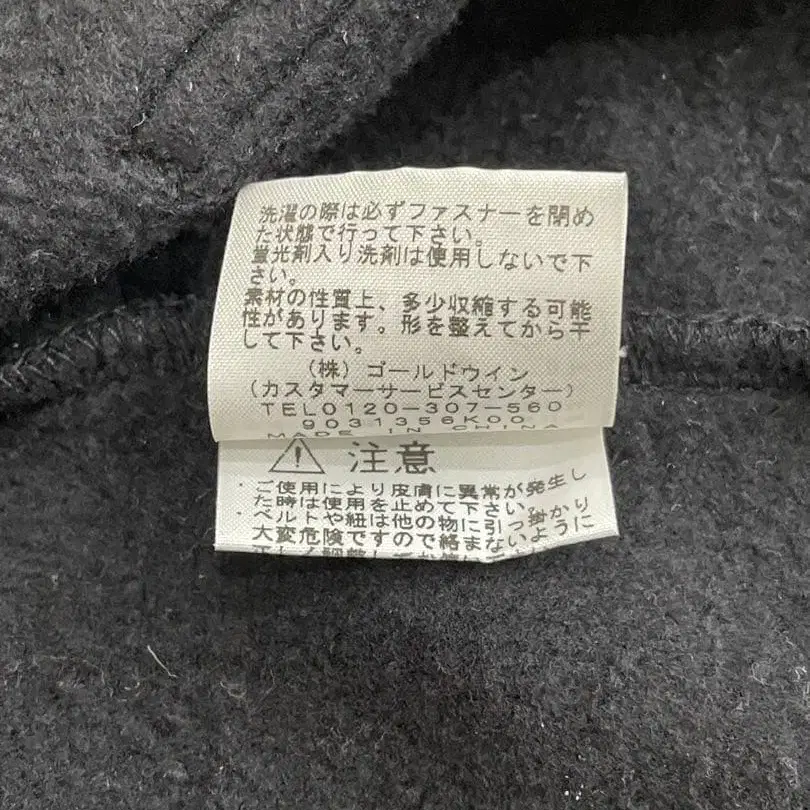 洗濯の際は必ずファスナーを閉め
た状態で行って下さい。
蛍光剤入り洗剤は使用しないで下
さい。
素材の性質上、多少収縮する可能
性があります。形を整えてから干
して下さい。
(株)ゴールドウイン
(カスタマーサービスセンター)
TEL0120-307-560
9031356K00
MADE IN CHINA
注意
・ご使用により皮膚に異常が発生し
た時は使用を止めて下さい。
・ベルトや紐は他の物に引っ掛かり
大変危険ですので絡まないように